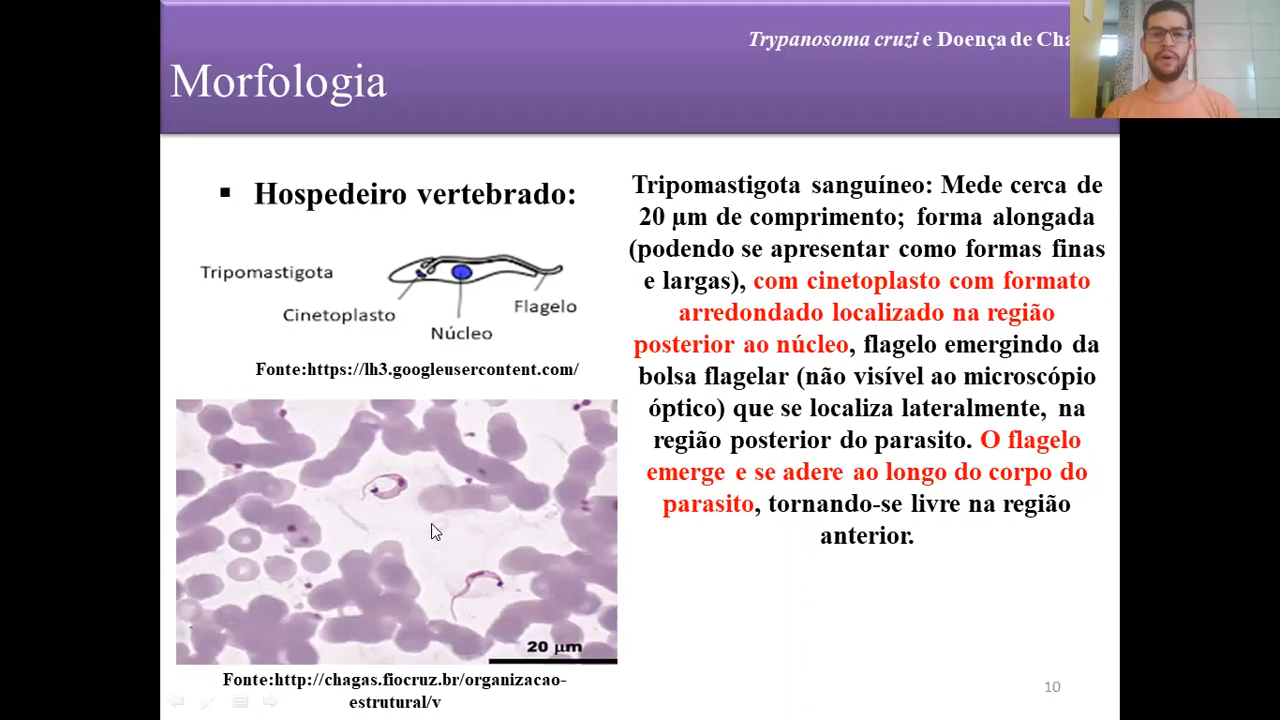 Trypanosoma cruzi e Doença de Cha
Morfologia
▪ Hospedeiro vertebrado:
Tripomastigota
Cinetoplasto
Núcleo
Flagelo
Fonte:https://lh3.googleusercontent.com/
20 μm
Fonte:http://chagas.fiocruz.br/organizacao-
estrutural/v
Tripomastigota sanguíneo: Mede cerca de
20 μm de comprimento; forma alongada
(podendo se apresentar como formas finas
e largas), com cinetoplasto com formato
arredondado localizado na região
posterior ao núcleo, flagelo emergindo da
bolsa flagelar (não visível ao microscópio
óptico) que se localiza lateralmente, na
região posterior do parasito. O flagelo
emerge e se adere ao longo do corpo do
parasito, tornando-se livre na região
anterior.
10